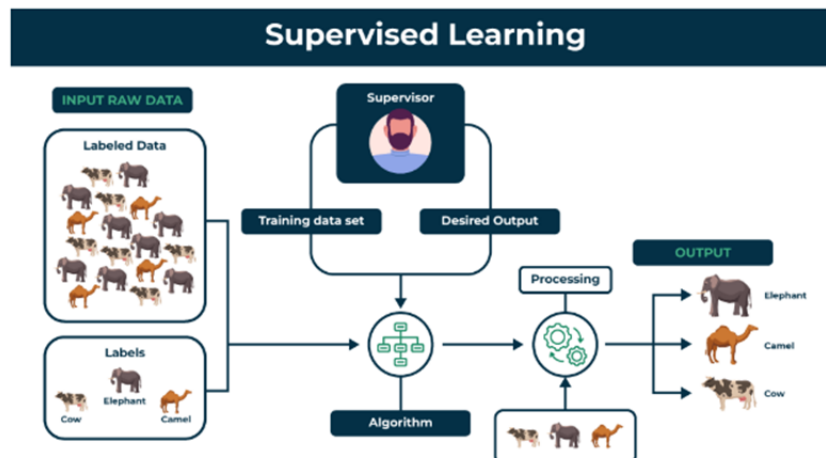 Supervised Learning
INPUT RAW DATA
Labeled Data
Supervisor
Training data set
Desired Output
OUTPUT
Processing
Elephant
Camel
Cow
Labels
Elephant
Cow
Camel
Algorithm